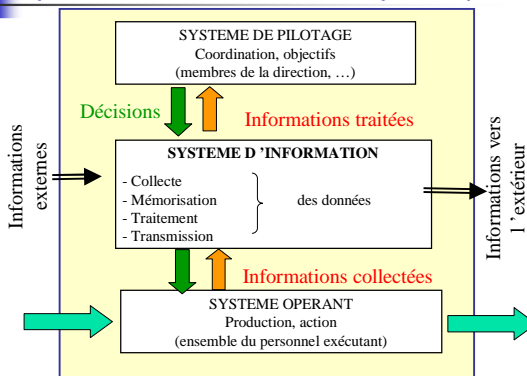 SYSTEME DE PILOTAGE
Coordination, objectifs
(membres de la direction, …)
Décisions
Informations traitées
SYSTEME D ’INFORMATION
- Collecte
- Mémorisation
- Traitement
- Transmission
des données
Informations
externes
Informations vers
l ’extérieur
Informations collectées
SYSTEME OPERANT
Production, action
(ensemble du personnel exécutant)